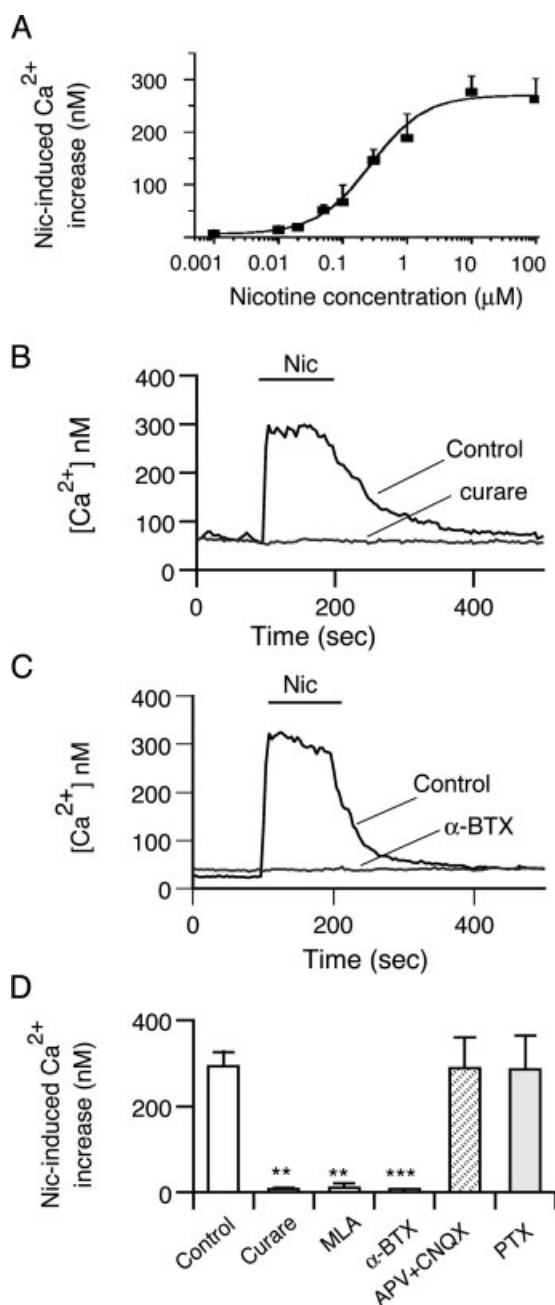 A
Nic-induced Ca2+
increase (nM)
300
200
100
0.001 0.01 0.1 1 10 100
Nicotine concentration (μM)
B
[Ca2+] nM
400
300
200
100
0
Nic
Control
curare
0 200 400
Time (sec)
C
[Ca2+] nM
400
300
200
100
0
Nic
Control
α-BTX
0 200 400
Time (sec)
D
Nic-induced Ca2+
increase (nM)
400
200
0
** ** ***
Control Curare MLA α-BTX APV+CNQX PTX